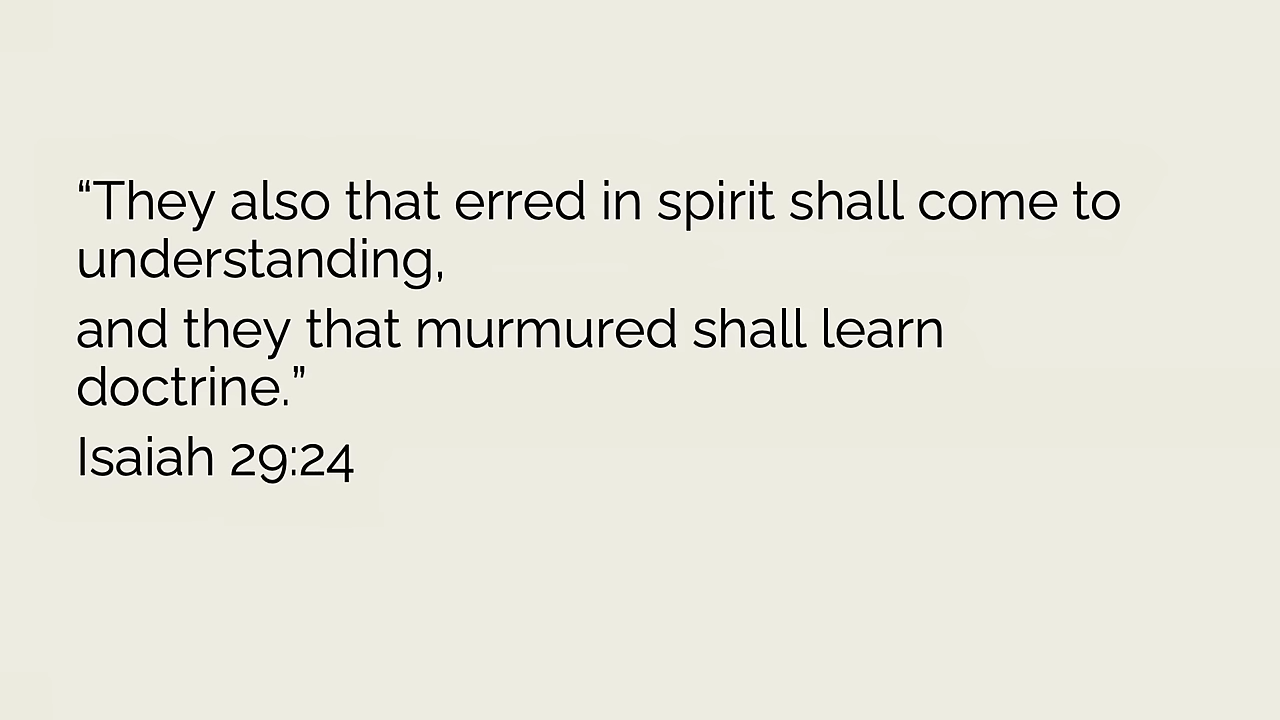 “They also that erred in spirit shall come to
understanding,
and they that murmured shall learn
doctrine.”
Isaiah 29:24